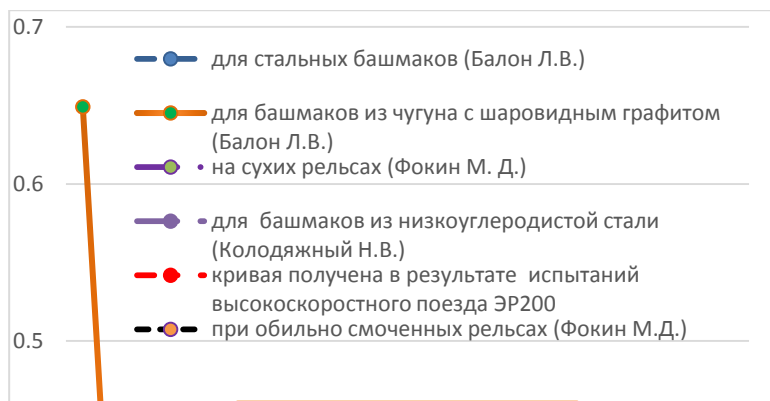 0.7
для стальных башмаков (Балон Л.В.)
для башмаков из чугуна с шаровидным графитом
(Балон Л.В.)
на сухих рельсах (Фокин М. Д.)
0.6
для башмаков из низкоуглеродистой стали
(Колодяжный Н.В.)
кривая получена в результате испытаний
высокоскоростного поезда ЭР200
при обильно смоченных рельсах (Фокин М.Д.)
0.5